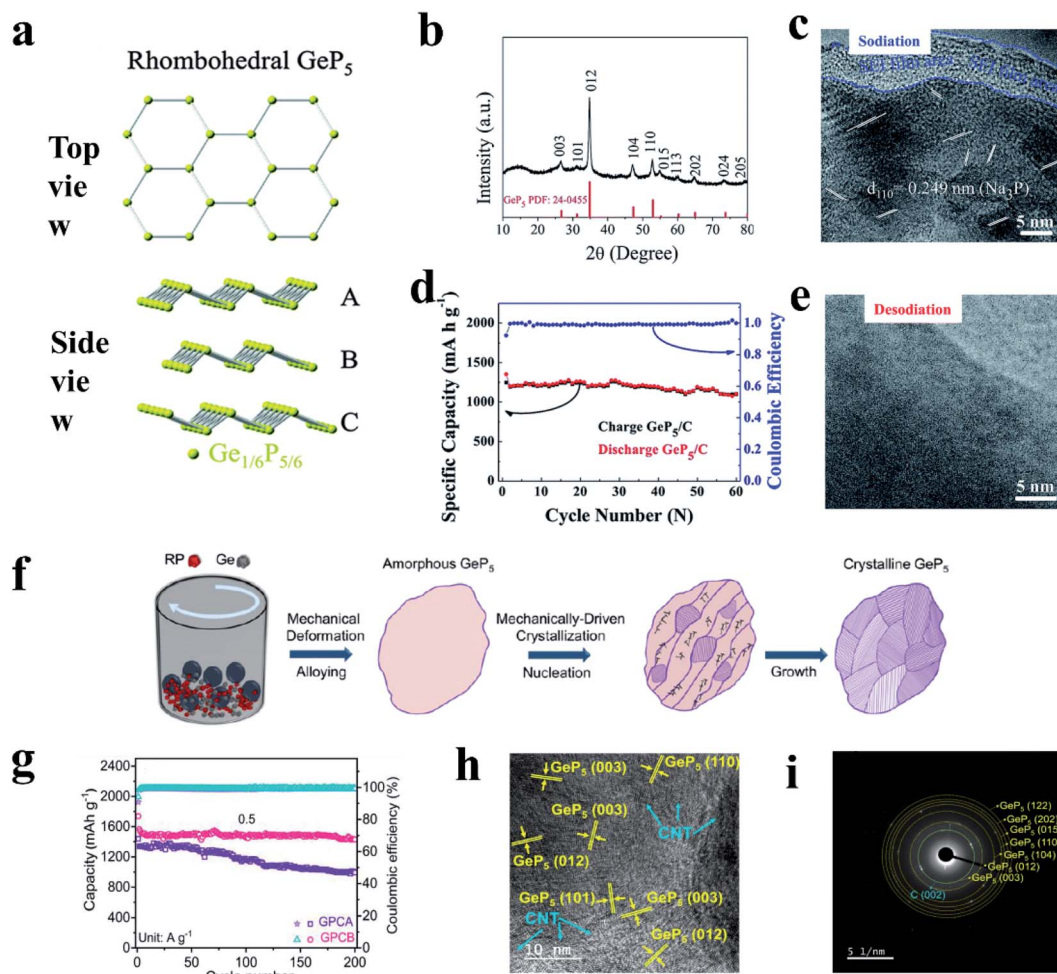 a
Rhombohedral GeP5
Top
vie
w
Side
vie
w
A
B
C
Ge1/6P5/6
b
Intensity (a.u.)
003
101
012
104
110
015
113
202
024
205
GeP5 PDF: 24-0455
10 20 30 40 50 60 70 80
2θ (Degree)
c
Sodiation
d110 0.249 nm (Na3P)
5 nm
d
Specific Capacity (mA h g-1)
2000
1750
1500
1250
1000
750
500
250
0
Charge GeP5/C
Discharge GeP5/C
1.0
0.8
0.6
0.4
0.2
0.0
Coulombic Efficiency
0 10 20 30 40 50 60
Cycle Number (N)
e
Desodiation
5 nm
f
RP Ge
Mechanical
Deformation
Alloying
Amorphous GeP5
Mechanically-Driven
Crystallization
Nucleation
Growth
Crystalline GeP5
g
Capacity (mAh g-1)
2400
2000
1600
1200
800
400
0
0.5
GPCA
GPCB
Unit: A g-1
100
80
60
40
20
0
Coulombic efficiency (%)
0 50 100 150 200
Cycle number
h
GeP5 (003)
GeP5 (110)
GeP5 (003)
CNT
GeP5 (012)
GeP5 (101)
GeP5 (003)
CNT
GeP5 (012)
10 nm
i
GeP5 (122)
GeP5 (202)
GeP5 (015)
GeP5 (110)
GeP5 (104)
GeP5 (012)
GeP5 (003)
C (002)
5 1/nm